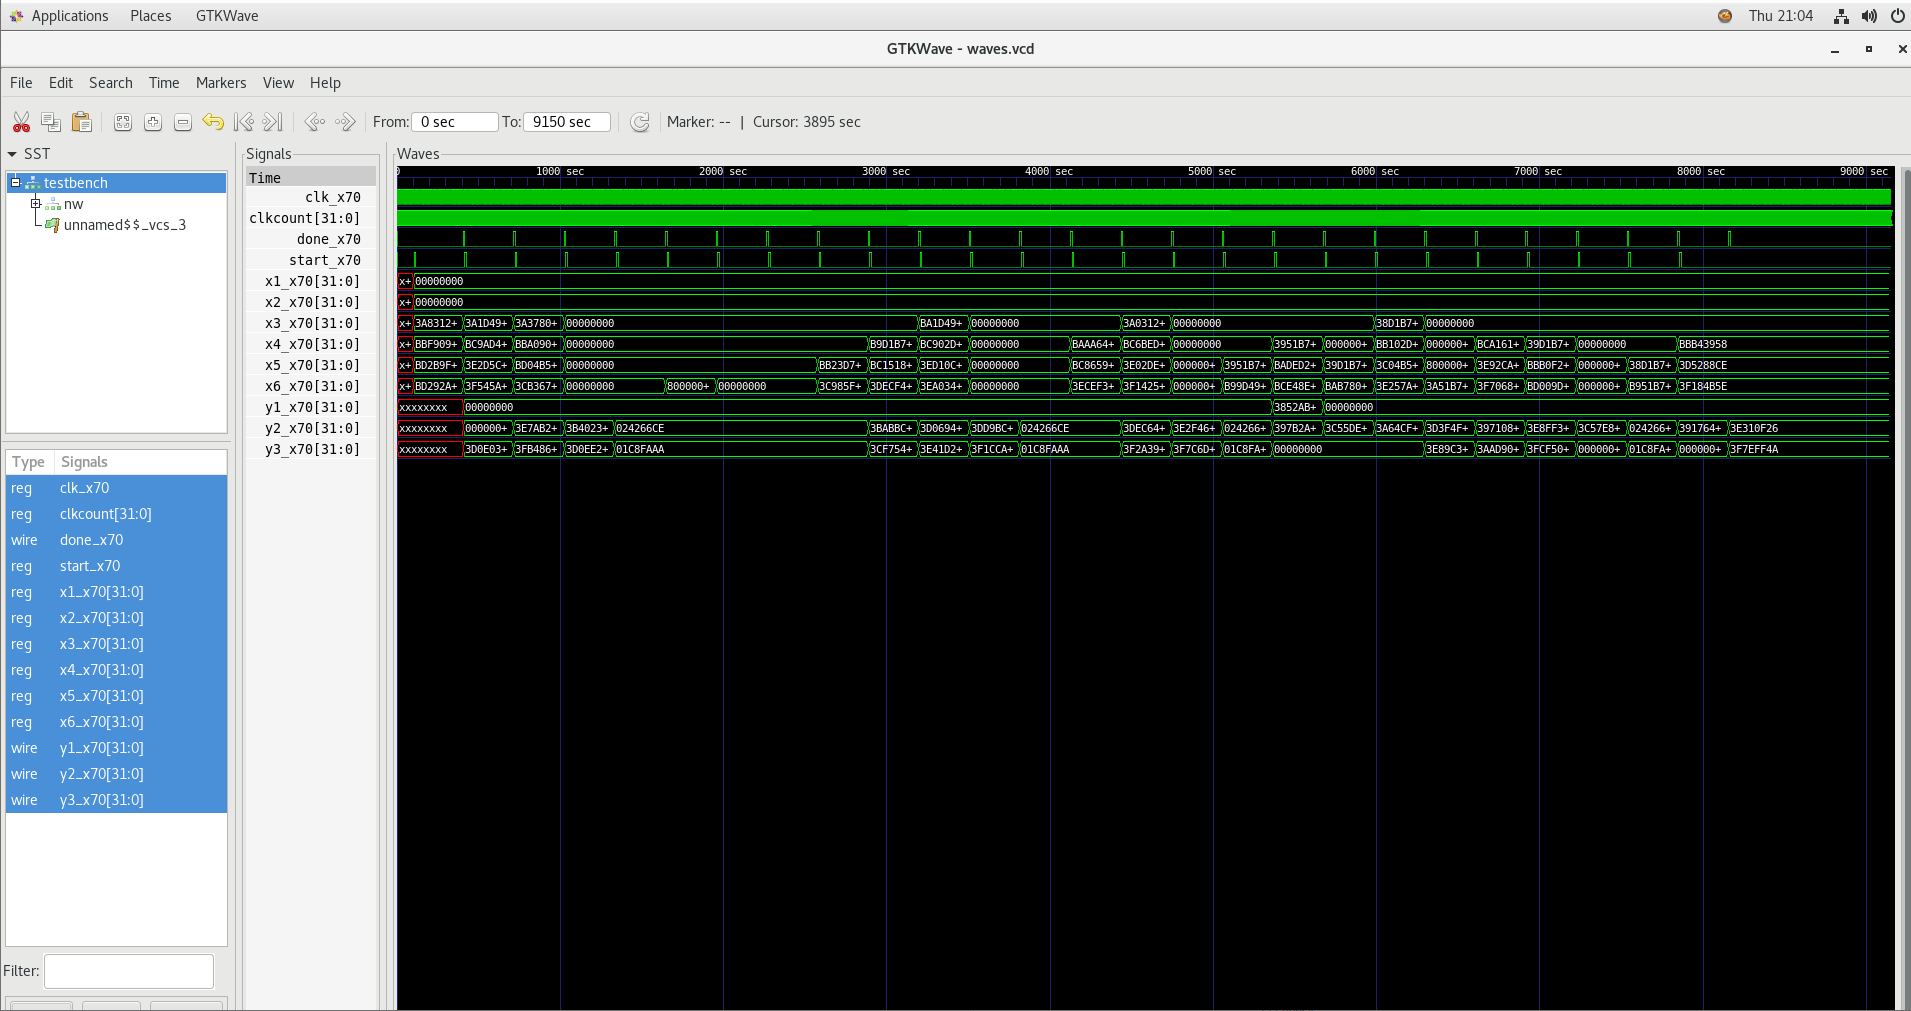 Applications Places GTKWave Thu 21:04
GTKWave - waves.vcd
File Edit Search Time Markers View Help
From: 0 sec To: 9150 sec Marker: -- | Cursor: 3895 sec
SST
testbench
nw
unnamed$$_vcs_3
Type Signals
reg clk_x70
reg clkcount[31:0]
wire done_x70
reg start_x70
reg x1_x70[31:0]
reg x2_x70[31:0]
reg x3_x70[31:0]
reg x4_x70[31:0]
reg x5_x70[31:0]
reg x6_x70[31:0]
wire y1_x70[31:0]
wire y2_x70[31:0]
wire y3_x70[31:0]
Filter:
Signals
Time
clk_x70
clkcount[31:0]
done_x70
start_x70
x1_x70[31:0]
x2_x70[31:0]
x3_x70[31:0]
x4_x70[31:0]
x5_x70[31:0]
x6_x70[31:0]
y1_x70[31:0]
y2_x70[31:0]
y3_x70[31:0]
Waves
0 1000 sec 2000 sec 3000 sec 4000 sec 5000 sec 6000 sec 7000 sec 8000 sec 9000 sec
x+ 00000000
x+ 00000000
x+ 3A8312+ 3A1D49+ 3A3780+ 00000000 BA1D49+ 00000000 3A0312+ 00000000 38D1B7+ 00000000
x+ BBF909+ BC9AD4+ BBA090+ 00000000 B9D1B7+ BC902D+ 00000000 BAAA64+ BC6BED+ 00000000 3951B7+ 000000+ BB102D+ 800000+ BCA161+ 39D1B7+ 00000000 BBB43958
x+ BD2B9F+ 3E2D5C+ BD04B5+ 00000000 BB23D7+ BC1518+ 3ED10C+ 00000000 BC8659+ 3E02DE+ 000000+ 3951B7+ BADED2+ 39D1B7+ 3C04B5+ 800000+ 3E92CA+ BBB0F2+ 000000+ 38D1B7+ 3D5288CE
x+ BD292A+ 3F545A+ 3CB367+ 00000000 800000+ 00000000 3C985F+ 3DECF4+ 3EA034+ 00000000 3ECEF3+ 3F1425+ 000000+ B99D49+ BCE48E+ BAB780+ 3E257A+ 3A51B7+ 3F7068+ BD009D+ 000000+ B951B7+ 3F184B5E
xxxxxxxx 00000000 3852AB+ 00000000
xxxxxxxx 000000+ 3E7AB2+ 3B4023+ 024266CE 3BABBC+ 3D0694+ 3DD9BC+ 024266CE 3DEC64+ 3E2F46+ 024266+ 397B2A+ 3C55DE+ 3A64CF+ 3D3F4F+ 397108+ 3E8FF3+ 3C57E8+ 024266+ 391764+ 3E310F26
xxxxxxxx 3D0E03+ 3FB486+ 3D0EE2+ 01C8FAAA 3CF754+ 3E41D2+ 3F1CCA+ 01C8FAAA 3F2A39+ 3F7C6D+ 01C8FA+ 00000000 3E89C3+ 3AAD90+ 3FCF50+ 000000+ 01C8FA+ 000000+ 3F7EFF4A